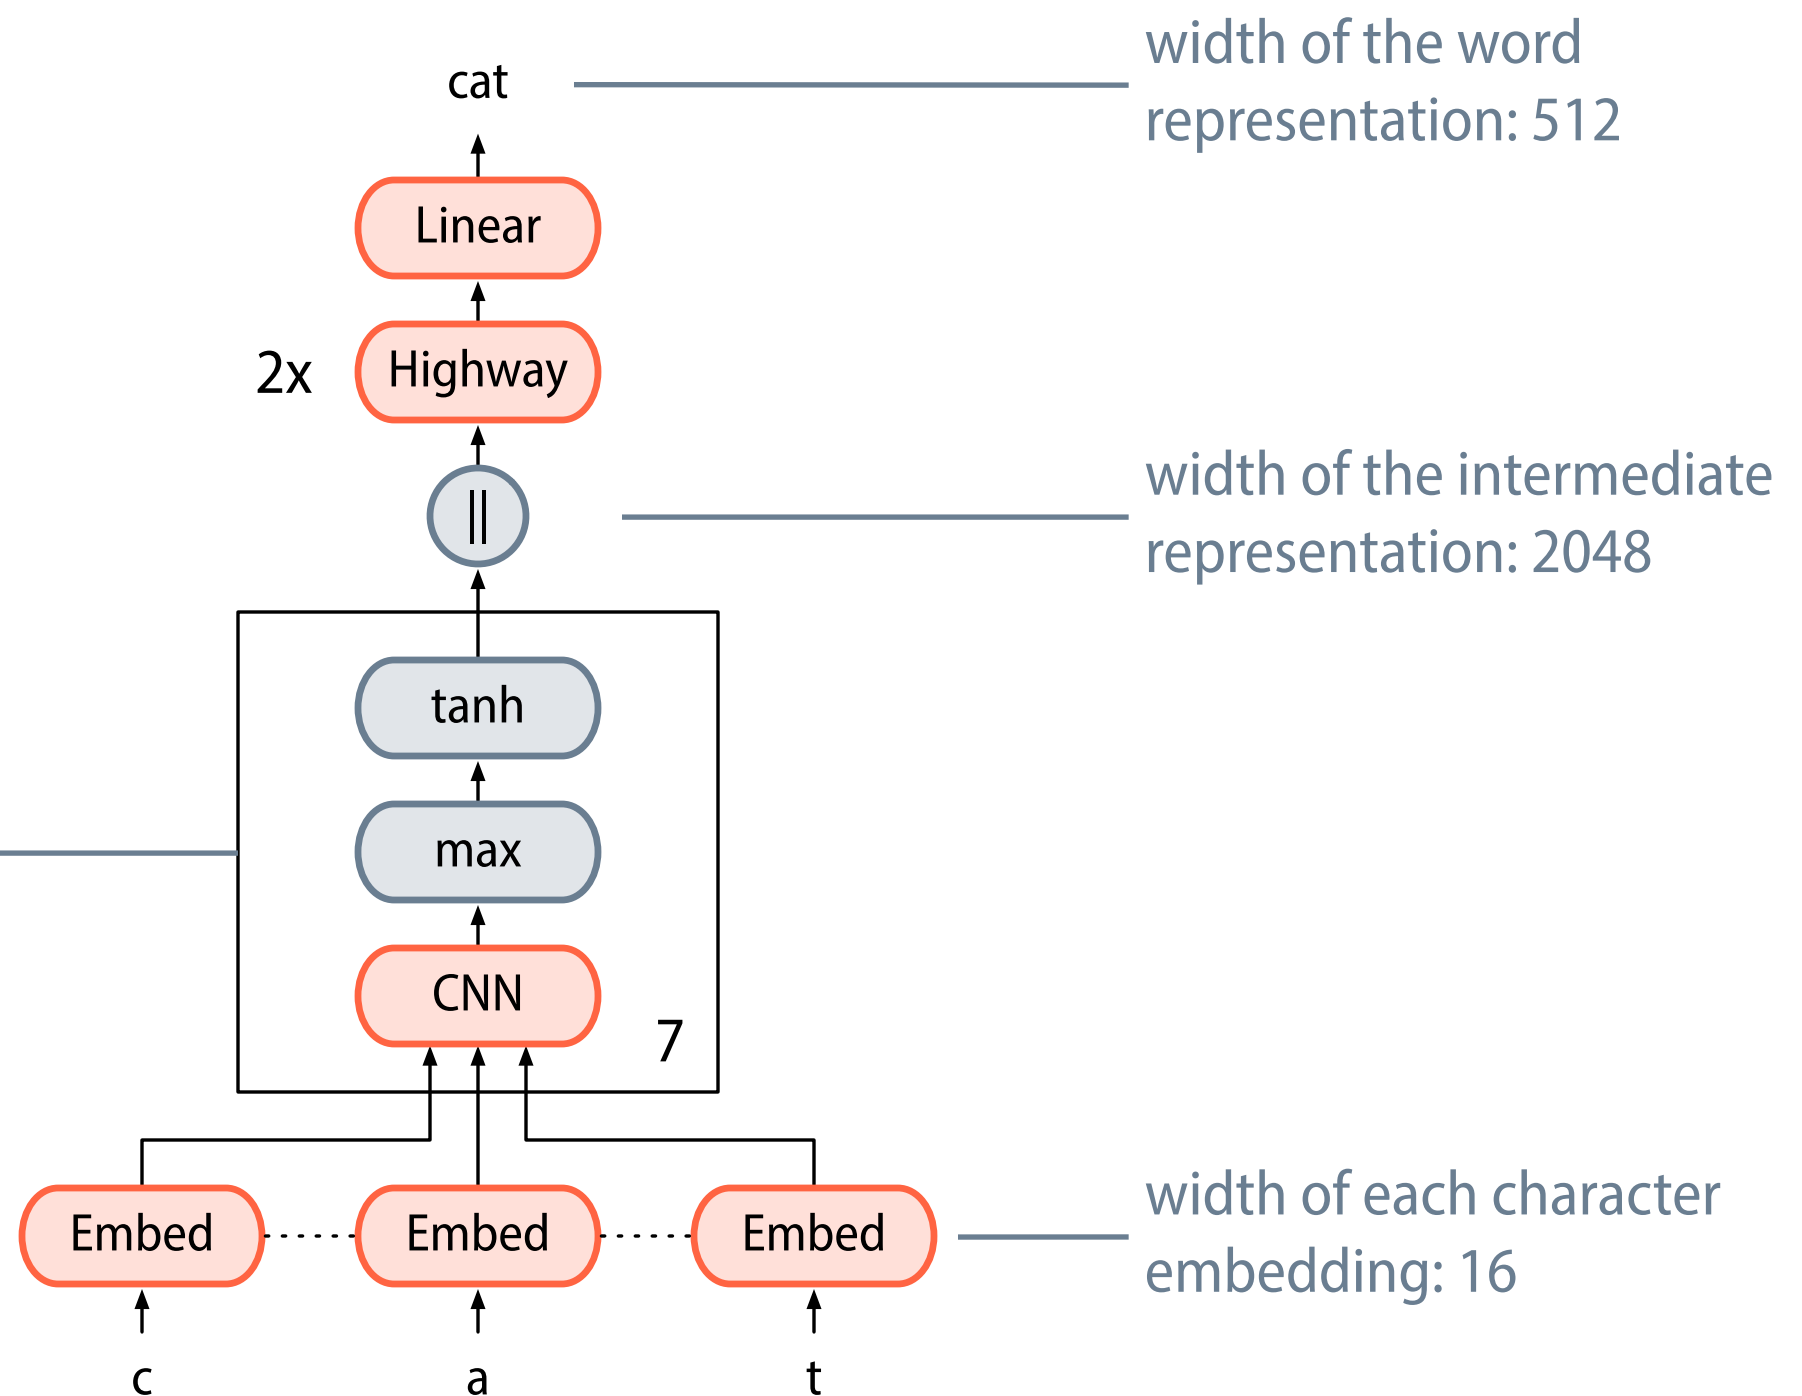 width of the word
cat
representation: 512
Linear
2x
Highway
width of the intermediate
||
representation: 2048
tanh
max
CNN
7
width of each character
Embed
Embed
Embed
embedding: 16
c
a
t